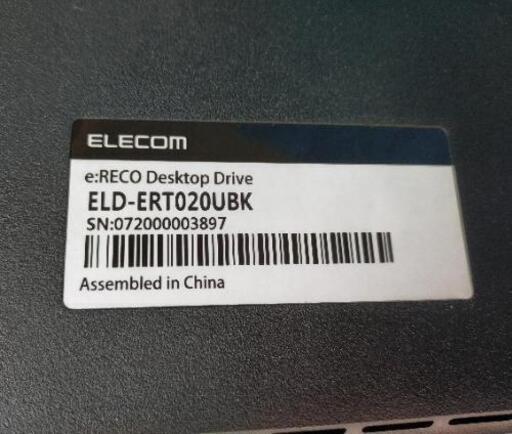 ELECOM
e:RECO Desktop Drive
ELD-ERT020UBK
SN:072000003897
Assembled in China